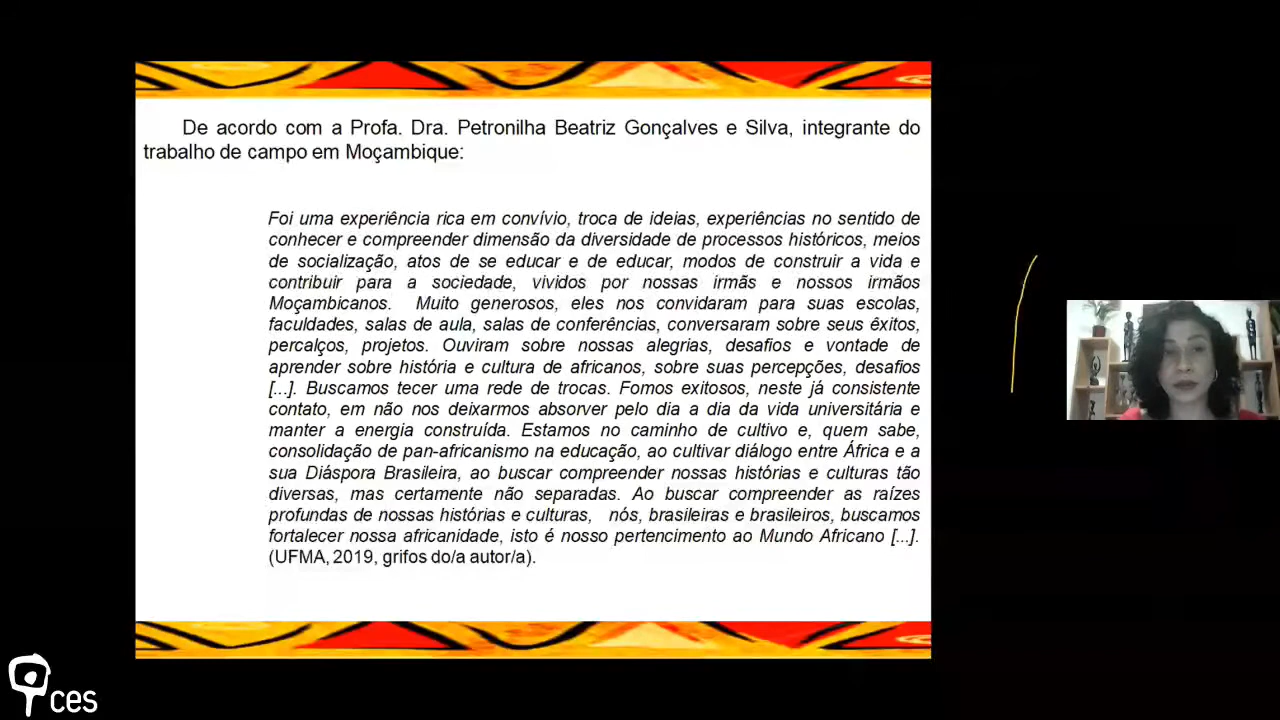 De acordo com a Profa. Dra. Petronilha Beatriz Gonçalves e Silva, integrante do
trabalho de campo em Moçambique:
Foi uma experiência rica em convívio, troca de ideias, experiências no sentido de
conhecer e compreender dimensão da diversidade de processos históricos, meios
de socialização, atos de se educar e de educar, modos de construir a vida e
contribuir para a sociedade, vividos por nossas irmãs e nossos irmãos
Moçambicanos. Muito generosos, eles nos convidaram para suas escolas,
faculdades, salas de aula, salas de conferências, conversaram sobre seus êxitos,
percalços, projetos. Ouviram sobre nossas alegrias, desafios e vontade de
aprender sobre história e cultura de africanos, sobre suas percepções, desafios
[...]. Buscamos tecer uma rede de trocas. Fomos exitosos, neste já consistente
contato, em não nos deixarmos absorver pelo dia a dia da vida universitária e
manter a energia construída. Estamos no caminho de cultivo e, quem sabe,
consolidação de pan-africanismo na educação, ao cultivar diálogo entre África e a
sua Diáspora Brasileira, ao buscar compreender nossas histórias e culturas tão
diversas, mas certamente não separadas. Ao buscar compreender as raízes
profundas de nossas histórias e culturas, nós, brasileiras e brasileiros, buscamos
fortalecer nossa africanidade, isto é nosso pertencimento ao Mundo Africano [...].
(UFMA, 2019, grifos do/a autor/a).
ces